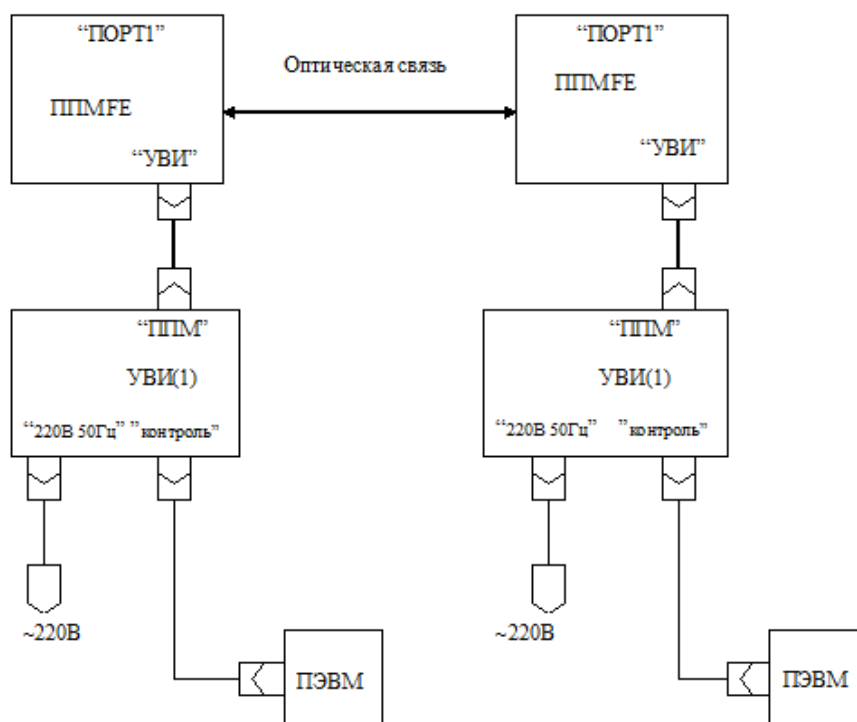 “ПОРТ1”
“ПОРТ1”
Оптическая связь
ППМFE
ППМFE
“УВИ”
“УВИ”
“ППМ”
“ППМ”
УВИ(1)
УВИ(1)
“220В 50Гц” ”контроль”
“220В 50Гц” ”контроль”
~220В
~220В
ПЭВМ
ПЭВМ